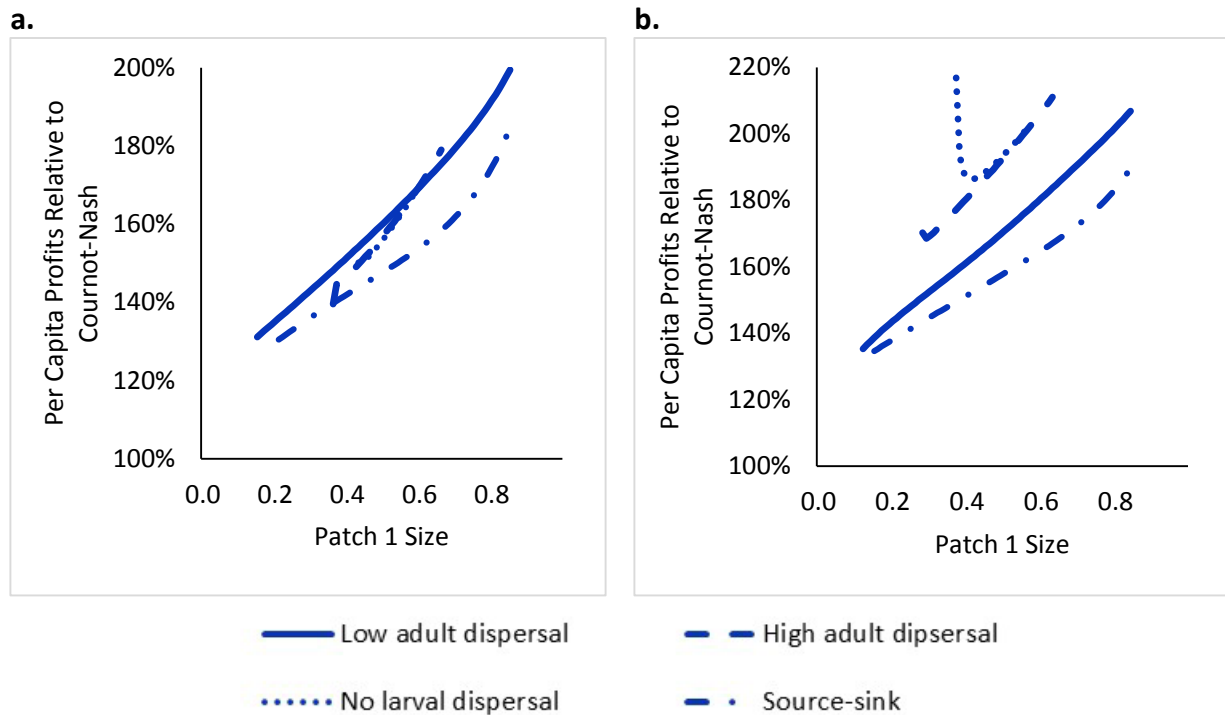 a.
Per Capita Profits Relative to
Cournot-Nash
200%
180%
160%
140%
120%
100%
0.0 0.2 0.4 0.6 0.8
Patch 1 Size
b.
Per Capita Profits Relative to
Cournot-Nash
220%
200%
180%
160%
140%
120%
100%
0.0 0.2 0.4 0.6 0.8
Patch 1 Size
Low adult dispersal
High adult dipsersal
No larval dispersal
Source-sink